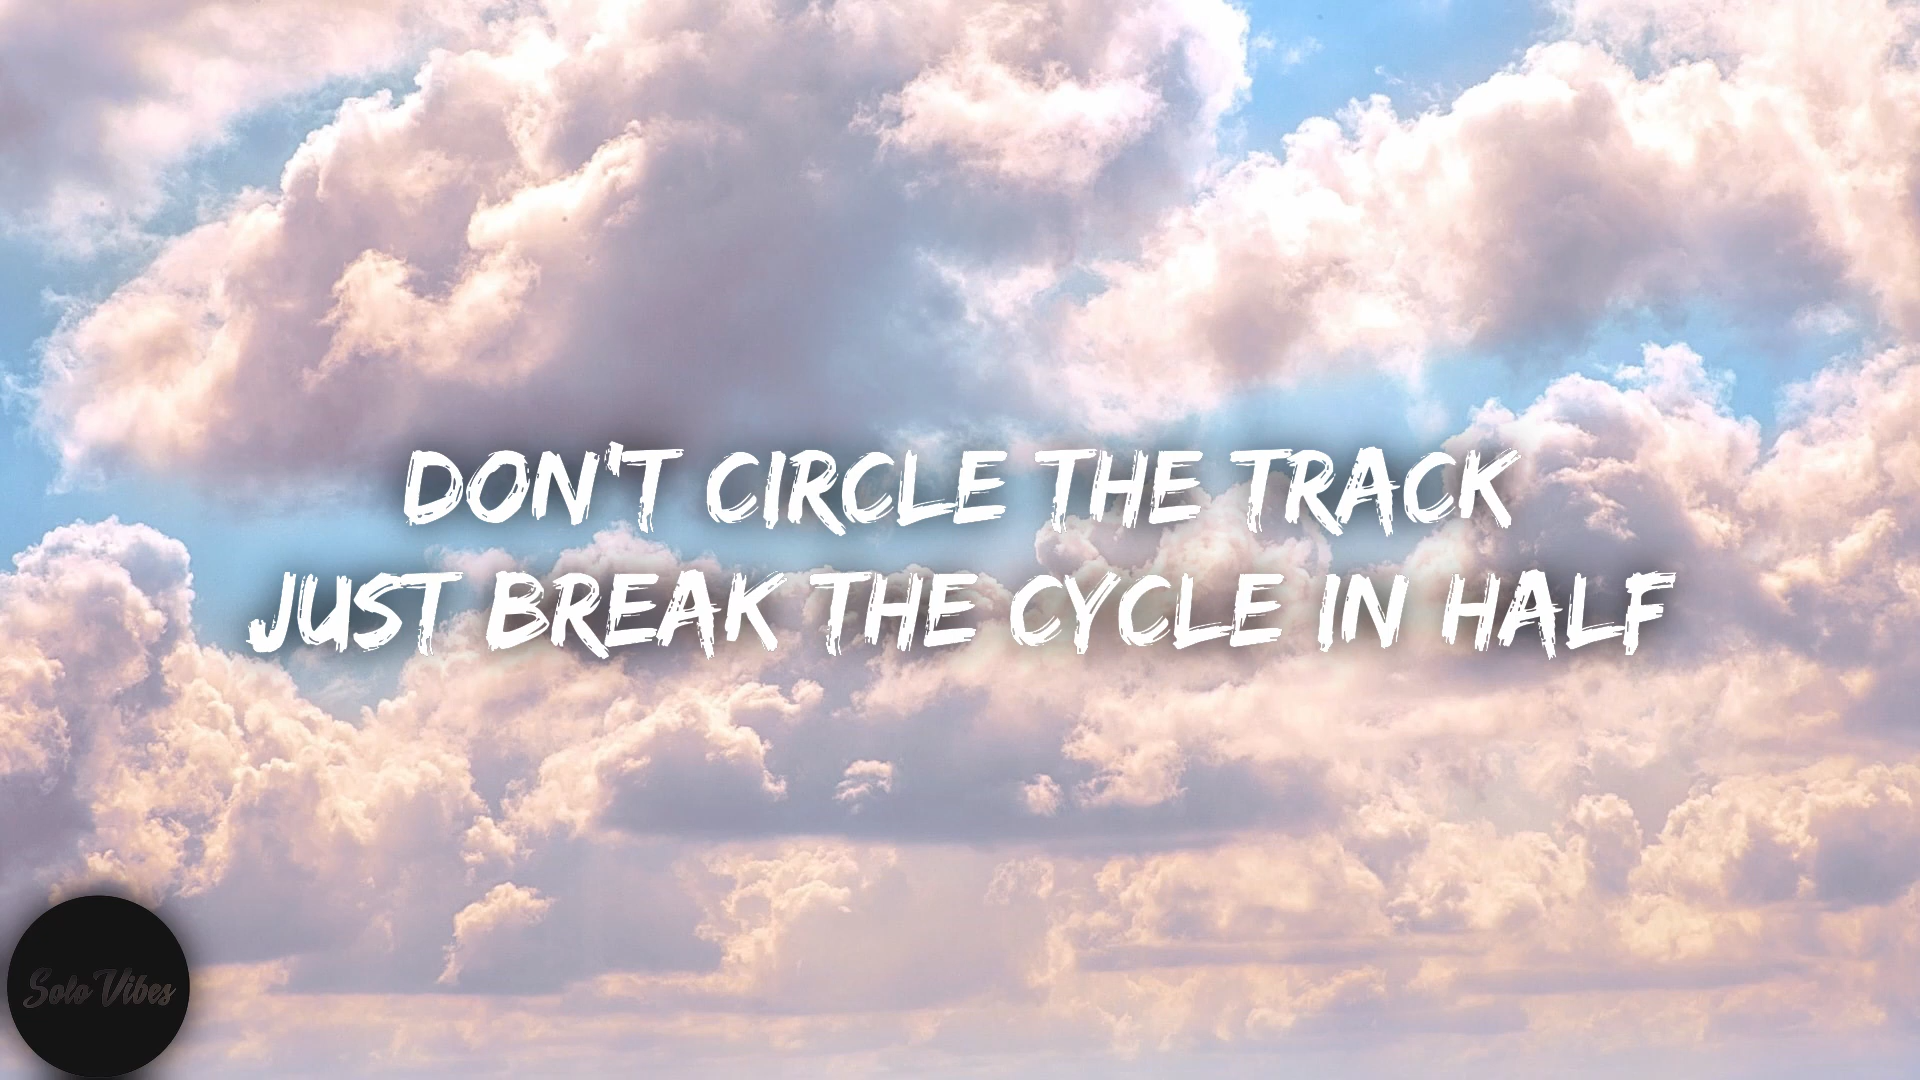 DON'T CIRCLE THE TRACK
JUST BREAK THE CYCLE IN HALF
Solo Vibes